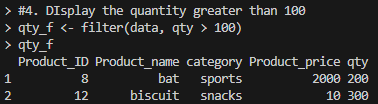 > #4. DIsplay the quantity greater than 100
> qty_f <- filter(data, qty > 100)
> qty_f
  Product_ID Product_name category Product_price qty
1          8          bat   sports          2000 200
2         12      biscuit   snacks            10 300